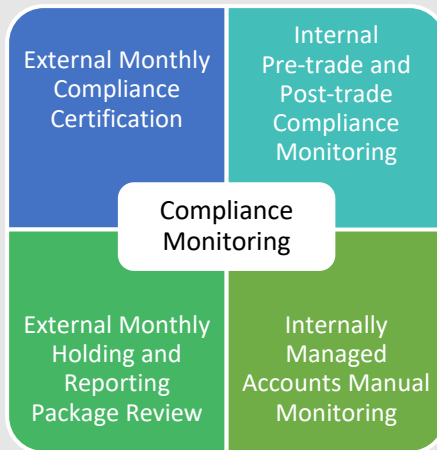 External Monthly
Compliance
Certification
Internal
Pre-trade and
Post-trade
Compliance
Monitoring
Compliance
Monitoring
External Monthly
Holding and
Reporting
Package Review
Internally
Managed
Accounts Manual
Monitoring